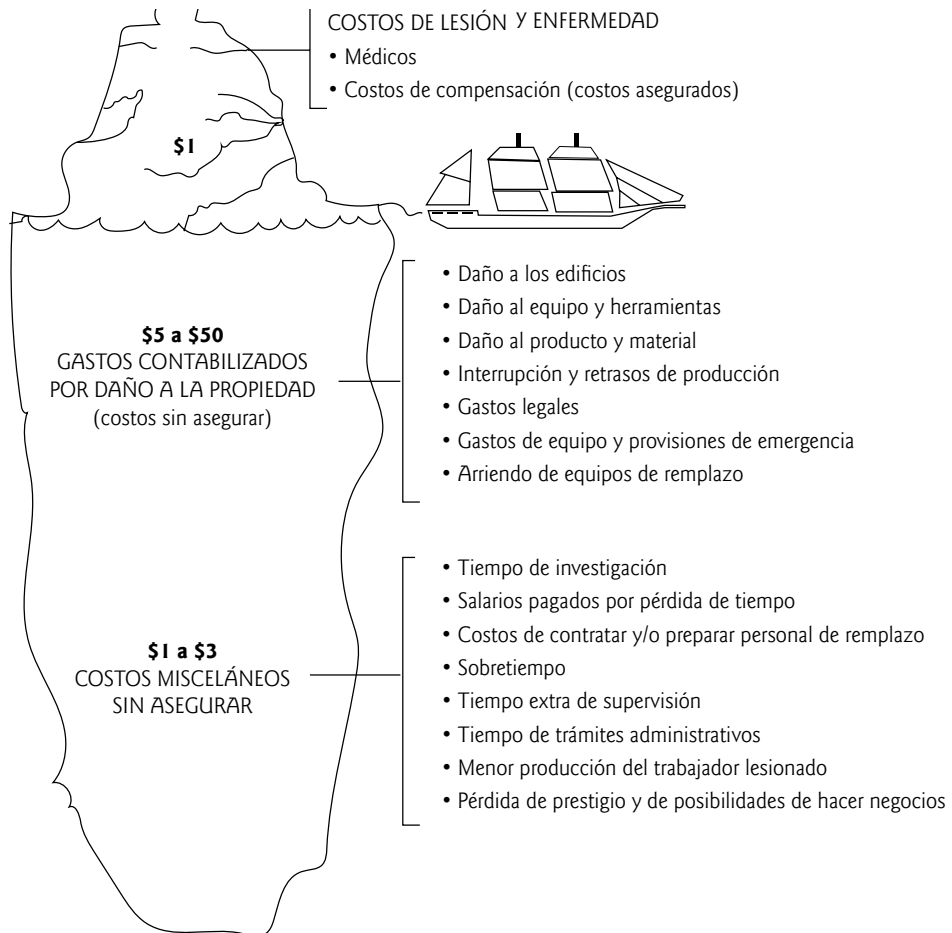 COSTOS DE LESIÓN Y ENFERMEDAD
• Médicos
• Costos de compensación (costos asegurados)
$1
• Daño a los edificios
• Daño al equipo y herramientas
• Daño al producto y material
• Interrupción y retrasos de producción
• Gastos legales
• Gastos de equipo y provisiones de emergencia
• Arriendo de equipos de remplazo
$5 a $50
GASTOS CONTABILIZADOS
POR DAÑO A LA PROPIEDAD
(costos sin asegurar)
• Tiempo de investigación
• Salarios pagados por pérdida de tiempo
• Costos de contratar y/o preparar personal de remplazo
• Sobretiempo
• Tiempo extra de supervisión
• Tiempo de trámites administrativos
• Menor producción del trabajador lesionado
• Pérdida de prestigio y de posibilidades de hacer negocios
$1 a $3
COSTOS MISCELÁNEOS
SIN ASEGURAR